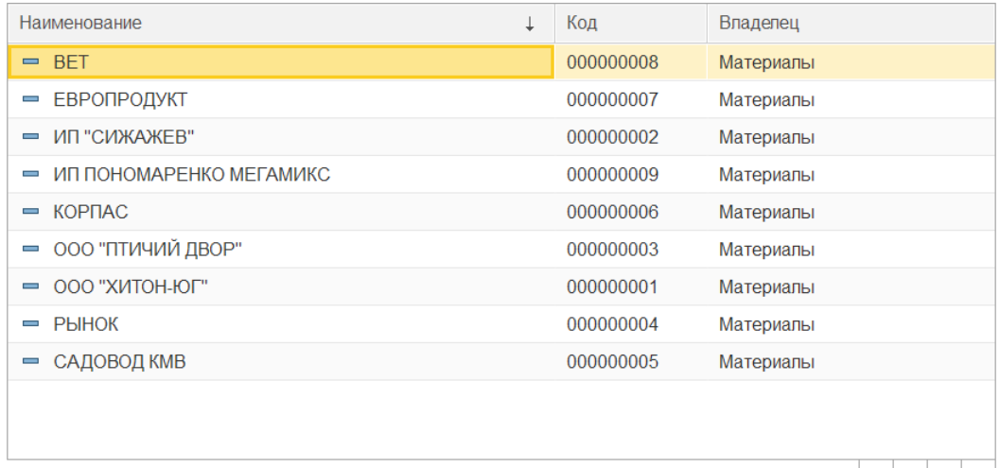 Наименование ↓ Код Владелец
ВЕТ 000000008 Материалы
ЕВРОПРОДУКТ 000000007 Материалы
ИП "СИЖАЖЕВ" 000000002 Материалы
ИП ПОНОМАРЕНКО МЕГАМИКС 000000009 Материалы
КОРПАС 000000006 Материалы
ООО "ПТИЧИЙ ДВОР" 000000003 Материалы
ООО "ХИТОН-ЮГ" 000000001 Материалы
РЫНОК 000000004 Материалы
САДОВОД КМВ 000000005 Материалы